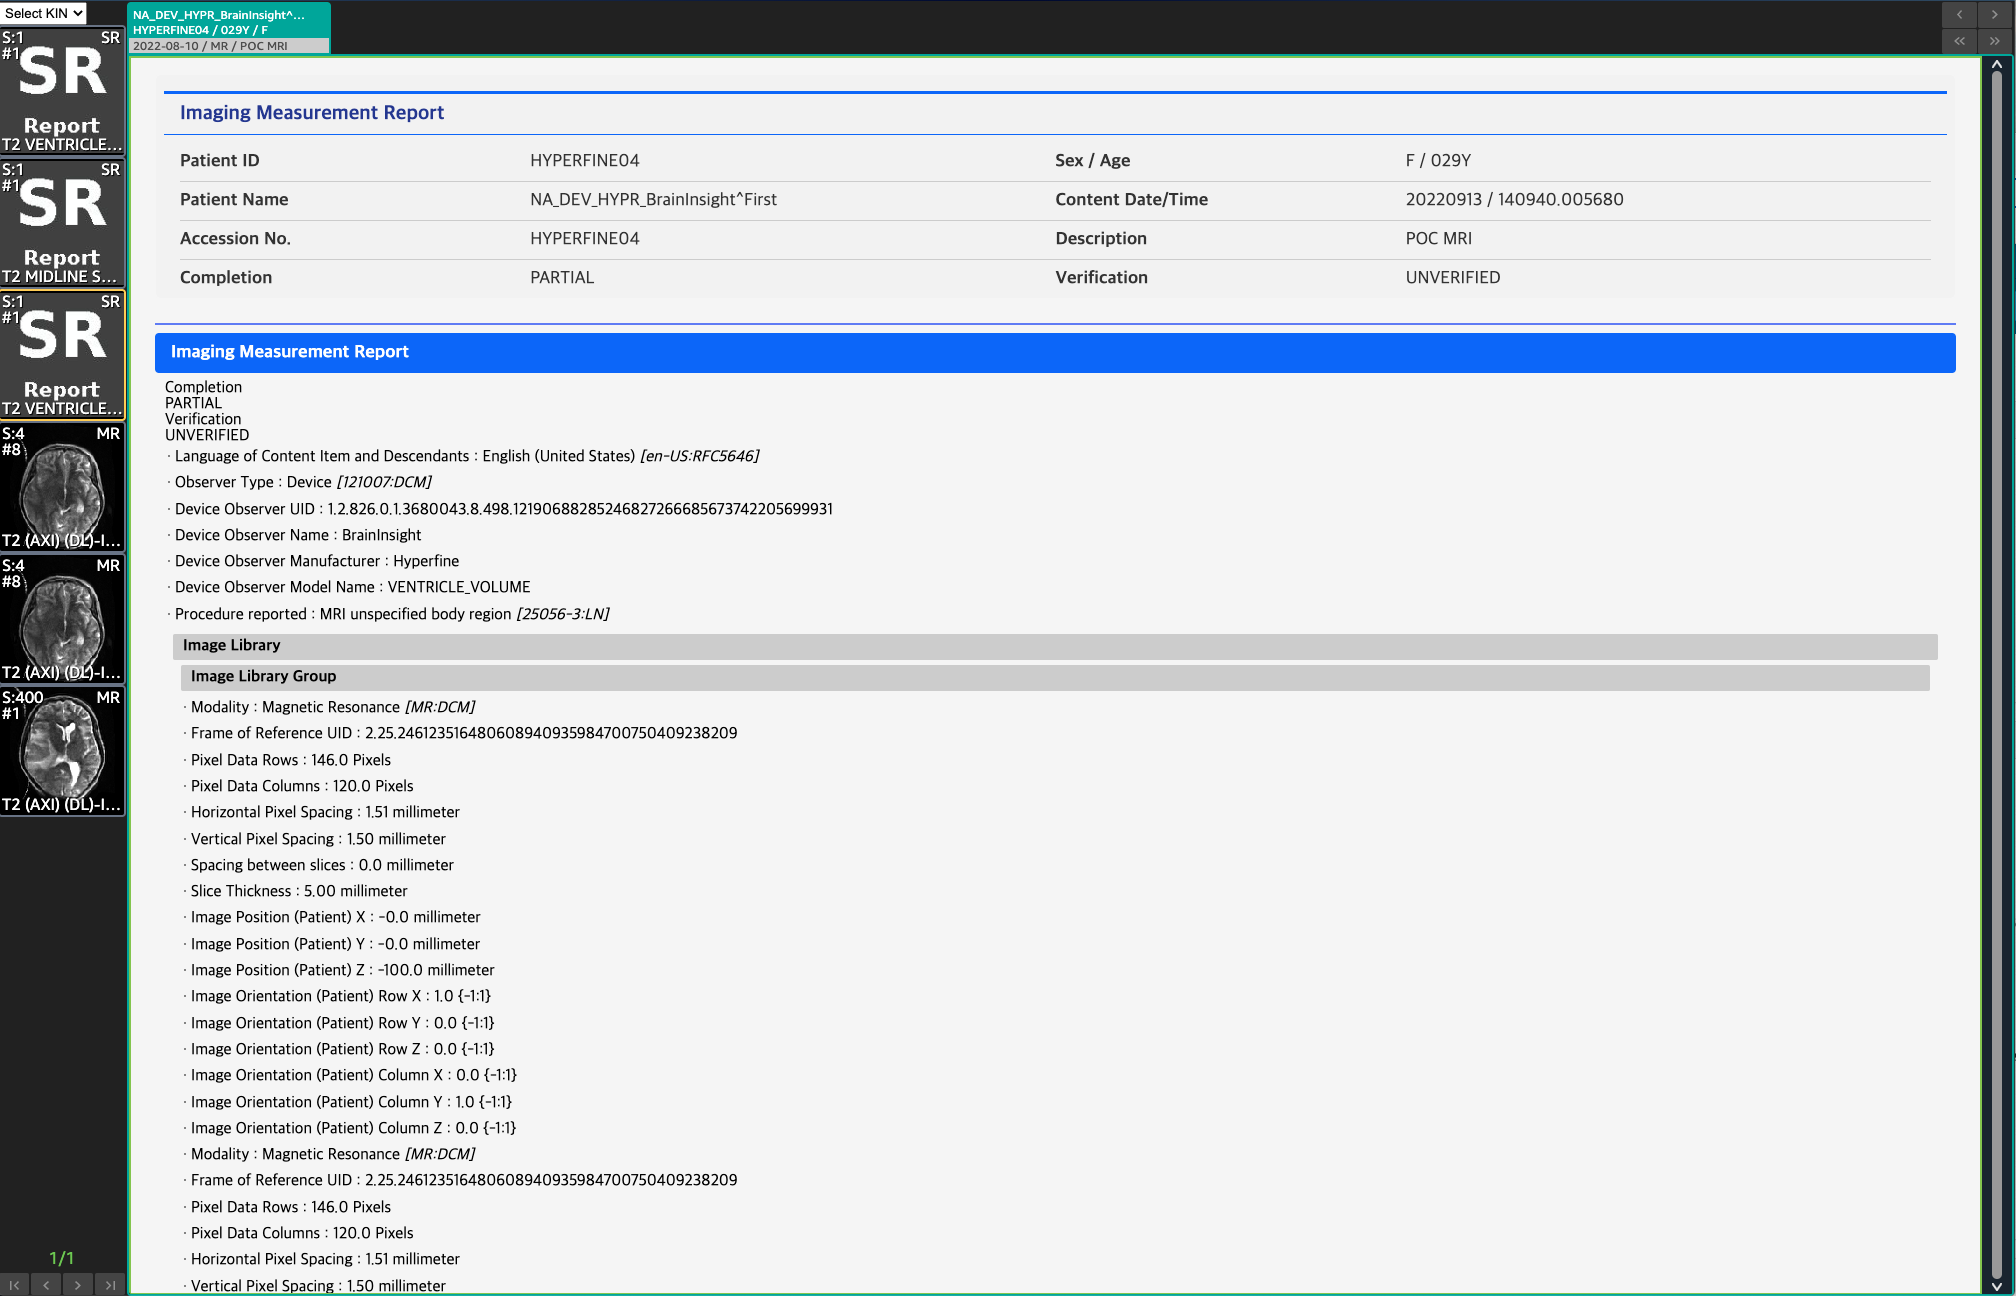 Select KIN
NA_DEV_HYPR_BrainInsight^...
HYPERFINE04 / 029Y / F
2022-08-10 / MR / POC MRI
S:1 SR
#1
SR
Report
T2 VENTRICLE...
S:1 SR
#1
SR
Report
T2 MIDLINE S...
S:1 SR
#1
SR
Report
T2 VENTRICLE...
S:4 MR
#8
T2 (AXI) (DL)-I...
S:4 MR
#8
T2 (AXI) (DL)-I...
S:400 MR
#1
T2 (AXI) (DL)-I...
1/1
Imaging Measurement Report
Patient ID HYPERFINE04 Sex / Age F / 029Y
Patient Name NA_DEV_HYPR_BrainInsight^First Content Date/Time 20220913 / 140940.005680
Accession No. HYPERFINE04 Description POC MRI
Completion PARTIAL Verification UNVERIFIED
Imaging Measurement Report
Completion
PARTIAL
Verification
UNVERIFIED
· Language of Content Item and Descendants : English (United States) [en-US:RFC5646]
· Observer Type : Device [121007:DCM]
· Device Observer UID : 1.2.826.0.1.3680043.8.498.12190688285246827266685673742205699931
· Device Observer Name : BrainInsight
· Device Observer Manufacturer : Hyperfine
· Device Observer Model Name : VENTRICLE_VOLUME
· Procedure reported : MRI unspecified body region [25056-3:LN]
Image Library
Image Library Group
· Modality : Magnetic Resonance [MR:DCM]
· Frame of Reference UID : 2.25.246123516480608940935984700750409238209
· Pixel Data Rows : 146.0 Pixels
· Pixel Data Columns : 120.0 Pixels
· Horizontal Pixel Spacing : 1.51 millimeter
· Vertical Pixel Spacing : 1.50 millimeter
· Spacing between slices : 0.0 millimeter
· Slice Thickness : 5.00 millimeter
· Image Position (Patient) X : -0.0 millimeter
· Image Position (Patient) Y : -0.0 millimeter
· Image Position (Patient) Z : -100.0 millimeter
· Image Orientation (Patient) Row X : 1.0 {-1:1}
· Image Orientation (Patient) Row Y : 0.0 {-1:1}
· Image Orientation (Patient) Row Z : 0.0 {-1:1}
· Image Orientation (Patient) Column X : 0.0 {-1:1}
· Image Orientation (Patient) Column Y : 1.0 {-1:1}
· Image Orientation (Patient) Column Z : 0.0 {-1:1}
· Modality : Magnetic Resonance [MR:DCM]
· Frame of Reference UID : 2.25.246123516480608940935984700750409238209
· Pixel Data Rows : 146.0 Pixels
· Pixel Data Columns : 120.0 Pixels
· Horizontal Pixel Spacing : 1.51 millimeter
· Vertical Pixel Spacing : 1.50 millimeter